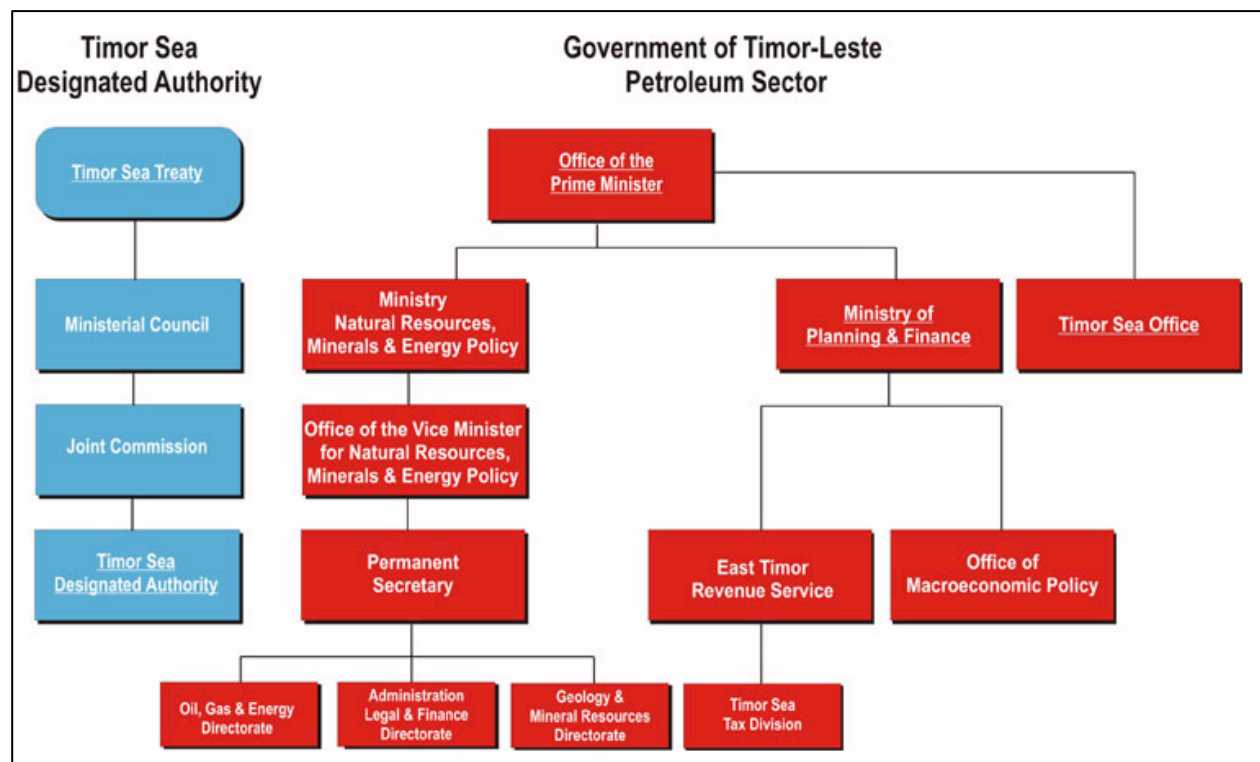 Timor Sea
Designated Authority
Government of Timor-Leste
Petroleum Sector
Timor Sea Treaty
Ministerial Council
Joint Commission
Timor Sea
Designated Authority
Office of the
Prime Minister
Ministry
Natural Resources,
Minerals & Energy Policy
Ministry of
Planning & Finance
Timor Sea Office
Office of the Vice Minister
for Natural Resources,
Minerals & Energy Policy
Permanent
Secretary
East Timor
Revenue Service
Office of
Macroeconomic Policy
Oil, Gas & Energy
Directorate
Administration
Legal & Finance
Directorate
Geology &
Mineral Resources
Directorate
Timor Sea
Tax Division